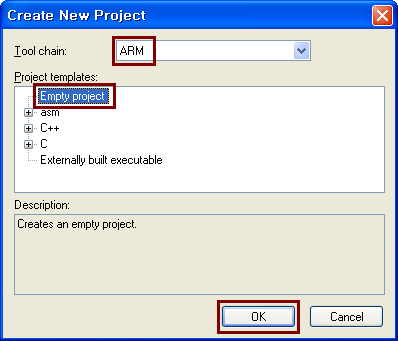 Create New Project
Tool chain: ARM
Project templates:
Empty project
asm
C++
C
Externally built executable
Description:
Creates an empty project.
OK Cancel